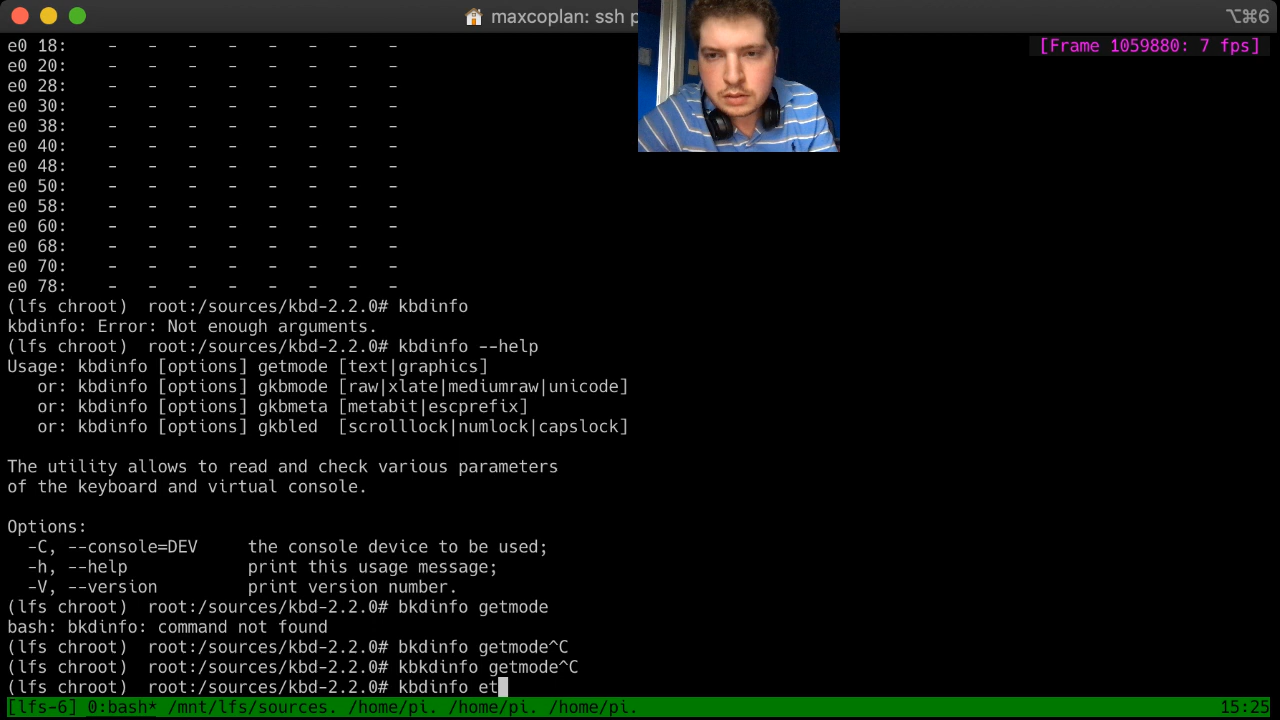 maxcoplan: ssh p
⌥⌘6
[Frame 1059880: 7 fps]
e0 18: - - - - - - - -
e0 20: - - - - - - - -
e0 28: - - - - - - - -
e0 30: - - - - - - - -
e0 38: - - - - - - - -
e0 40: - - - - - - - -
e0 48: - - - - - - - -
e0 50: - - - - - - - -
e0 58: - - - - - - - -
e0 60: - - - - - - - -
e0 68: - - - - - - - -
e0 70: - - - - - - - -
e0 78: - - - - - - - -
(lfs chroot) root:/sources/kbd-2.2.0# kbdinfo
kbdinfo: Error: Not enough arguments.
(lfs chroot) root:/sources/kbd-2.2.0# kbdinfo --help
Usage: kbdinfo [options] getmode [text|graphics]
or: kbdinfo [options] gkbmode [raw|xlate|mediumraw|unicode]
or: kbdinfo [options] gkbmeta [metabit|escprefix]
or: kbdinfo [options] gkbled [scrolllock|numlock|capslock]
The utility allows to read and check various parameters
of the keyboard and virtual console.
Options:
-C, --console=DEV the console device to be used;
-h, --help print this usage message;
-V, --version print version number.
(lfs chroot) root:/sources/kbd-2.2.0# bkdinfo getmode
bash: bkdinfo: command not found
(lfs chroot) root:/sources/kbd-2.2.0# bkdinfo getmode^C
(lfs chroot) root:/sources/kbd-2.2.0# kbkdinfo getmode^C
(lfs chroot) root:/sources/kbd-2.2.0# kbdinfo et
[lfs-6] 0:bash* /mnt/lfs/sources. /home/pi. /home/pi. /home/pi. 15:25